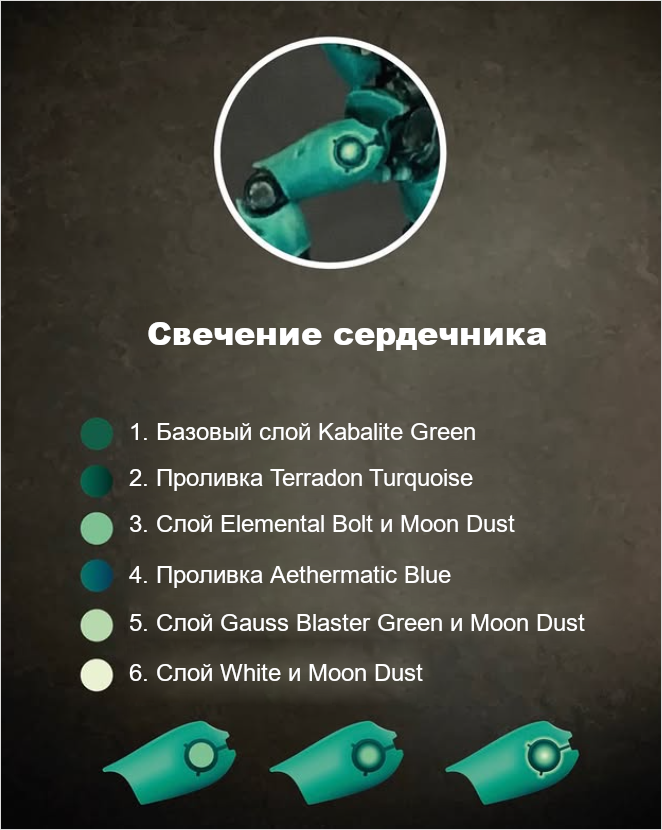 Свечение сердечника
1. Базовый слой Kabalite Green
2. Проливка Terradon Turquoise
3. Слой Elemental Bolt и Moon Dust
4. Проливка Aethermatic Blue
5. Слой Gauss Blaster Green и Moon Dust
6. Слой White и Moon Dust